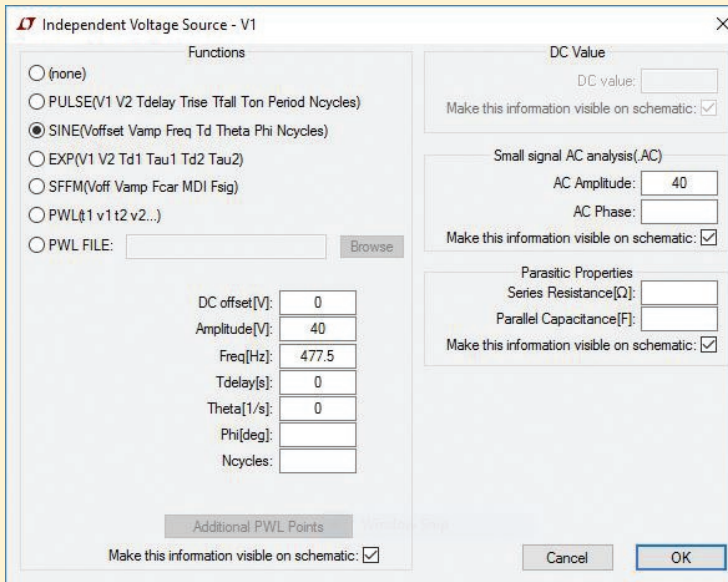 Independent Voltage Source - V1
Functions
(none)
PULSE(V1 V2 Tdelay Trise Tfall Ton Period Ncycles)
SINE(Voffset Vamp Freq Td Theta Phi Ncycles)
EXP(V1 V2 Td1 Tau1 Td2 Tau2)
SFFM(Voff Vamp Fcar MDI Fsig)
PWL(t1 v1 t2 v2...)
PWL FILE:
Browse
DC offset[V]: 0
Amplitude[V]: 40
Freq[Hz]: 477.5
Tdelay[s]: 0
Theta[1/s]: 0
Phi[deg]:
Ncycles:
Additional PWL Points
Make this information visible on schematic:
DC Value
DC value:
Make this information visible on schematic:
Small signal AC analysis(.AC)
AC Amplitude: 40
AC Phase:
Make this information visible on schematic:
Parasitic Properties
Series Resistance[Ω]:
Parallel Capacitance[F]:
Make this information visible on schematic:
Cancel
OK